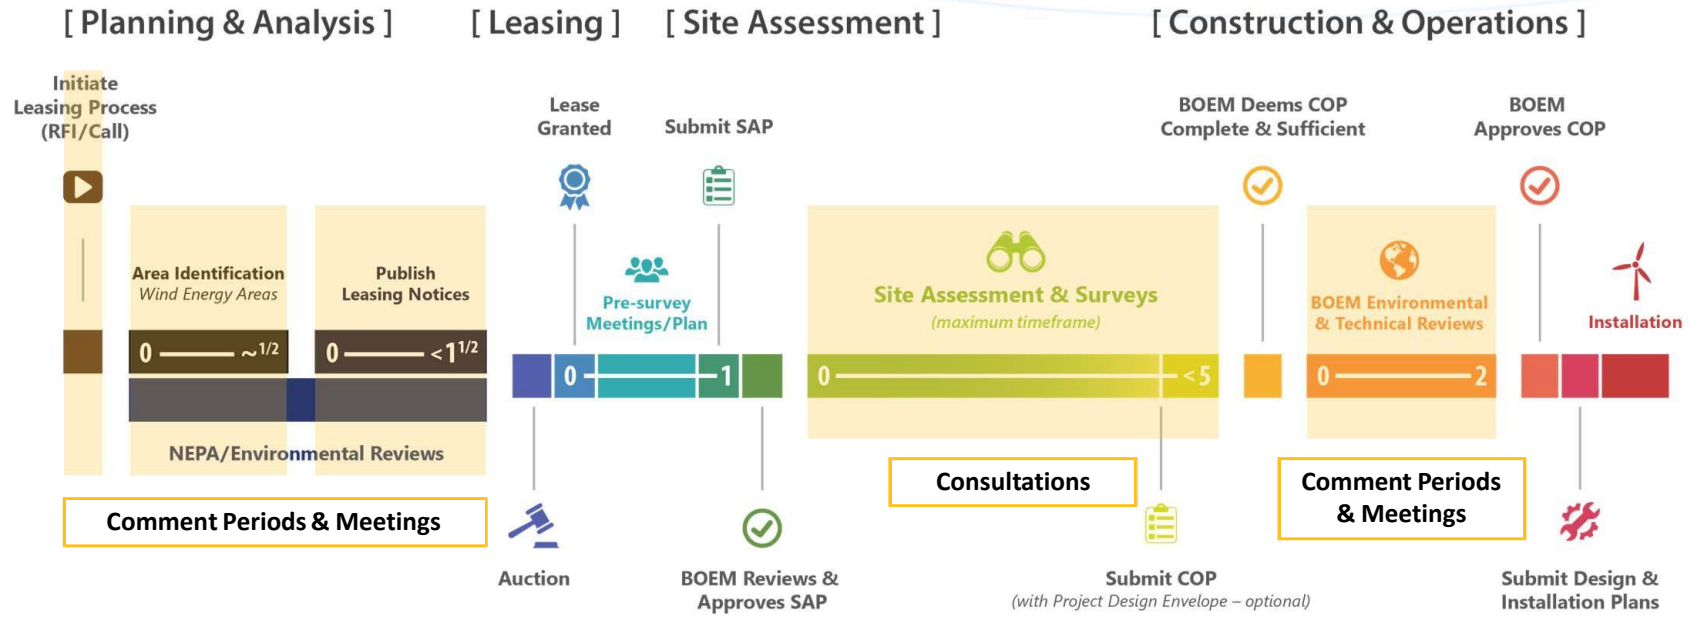 [ Planning & Analysis ]
[ Leasing ]
[ Site Assessment ]
[ Construction & Operations ]
Initiate
Leasing Process
(RFI/Call)
Area Identification
Wind Energy Areas
0 ~1/2
Publish
Leasing Notices
0 <1 1/2
NEPA/Environmental Reviews
Comment Periods & Meetings
Auction
Lease
Granted
Pre-survey
Meetings/Plan
0 1
Submit SAP
BOEM Reviews &
Approves SAP
Site Assessment & Surveys
(maximum timeframe)
0 <5
Consultations
Submit COP
(with Project Design Envelope – optional)
BOEM Deems COP
Complete & Sufficient
BOEM Environmental
& Technical Reviews
0 2
Comment Periods
& Meetings
BOEM
Approves COP
Submit Design &
Installation Plans
Installation